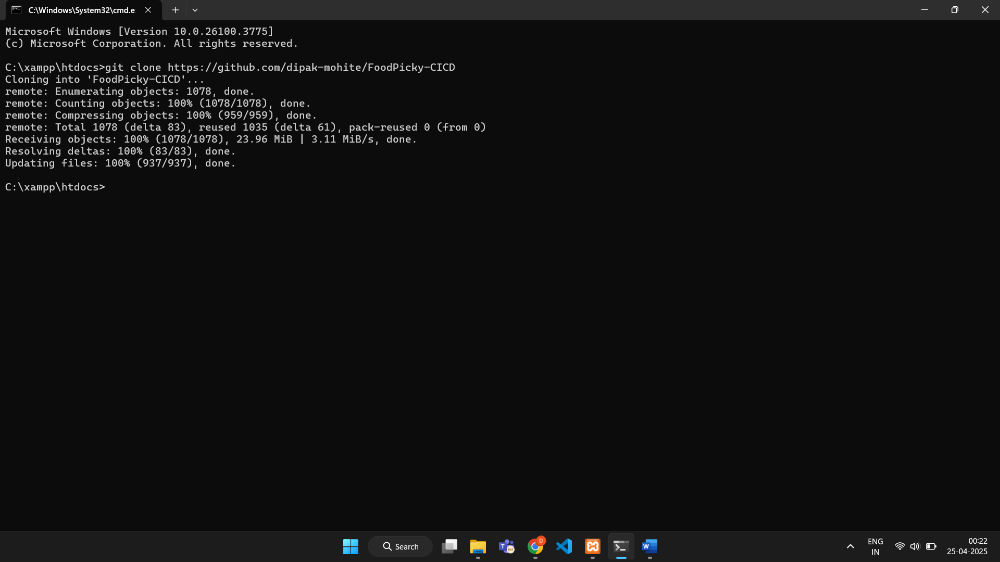 C:\Windows\System32\cmd.e
Microsoft Windows [Version 10.0.26100.3775]
(c) Microsoft Corporation. All rights reserved.
C:\xampp\htdocs>git clone https://github.com/dipak-mohite/FoodPicky-CICD
Cloning into 'FoodPicky-CICD'...
remote: Enumerating objects: 1078, done.
remote: Counting objects: 100% (1078/1078), done.
remote: Compressing objects: 100% (959/959), done.
remote: Total 1078 (delta 83), reused 1035 (delta 61), pack-reused 0 (from 0)
Receiving objects: 100% (1078/1078), 23.96 MiB | 3.11 MiB/s, done.
Resolving deltas: 100% (83/83), done.
Updating files: 100% (937/937), done.
C:\xampp\htdocs>
Search
T
DM
D
W
ENG
IN
00:22
25-04-2025